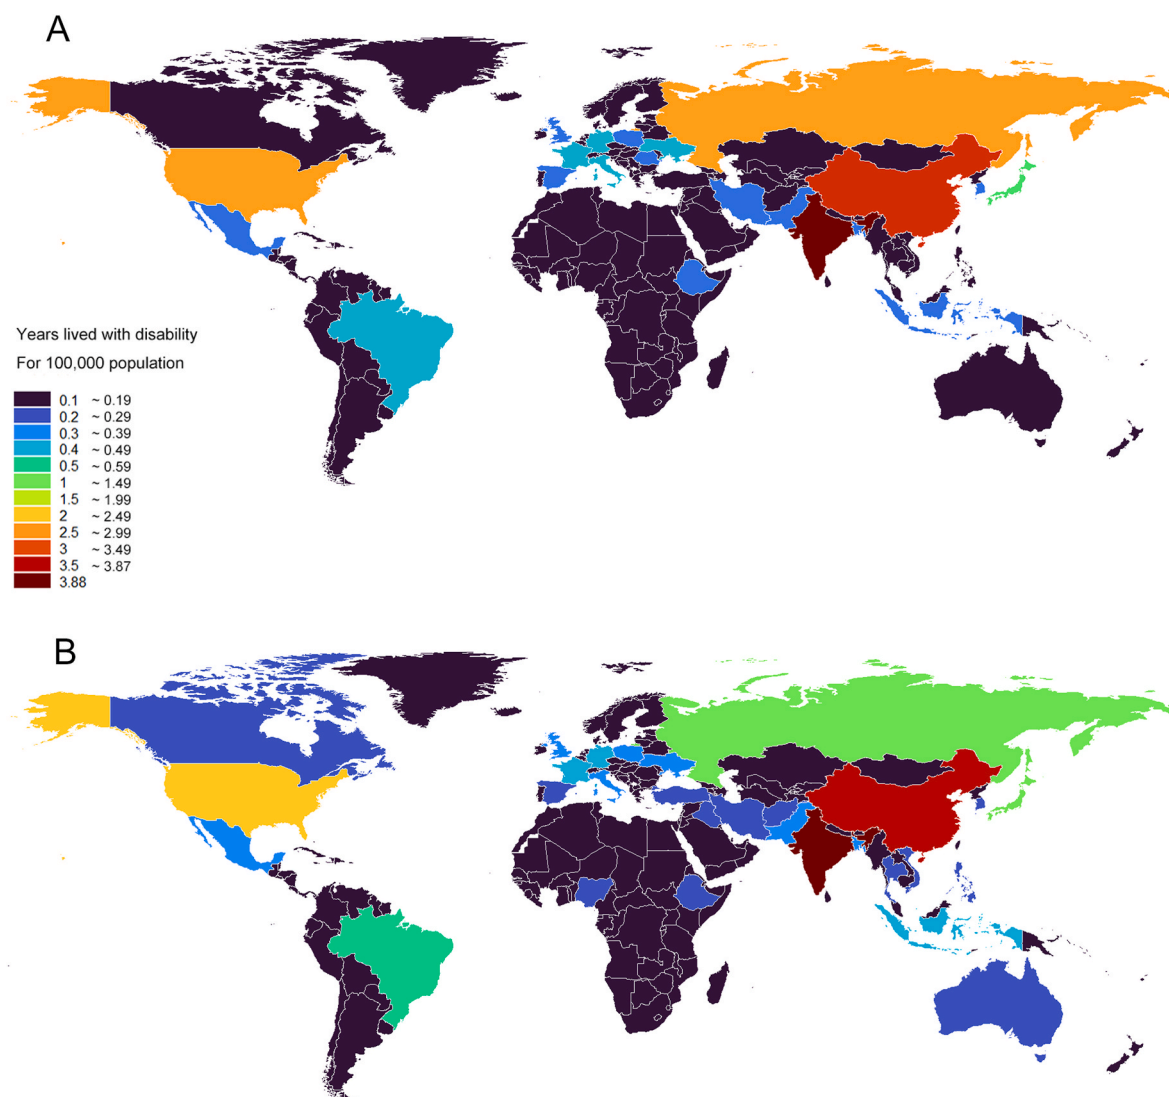 A
Years lived with disability
For 100,000 population
0.1 ~ 0.19
0.2 ~ 0.29
0.3 ~ 0.39
0.4 ~ 0.49
0.5 ~ 0.59
1 ~ 1.49
1.5 ~ 1.99
2 ~ 2.49
2.5 ~ 2.99
3 ~ 3.49
3.5 ~ 3.87
3.88
B